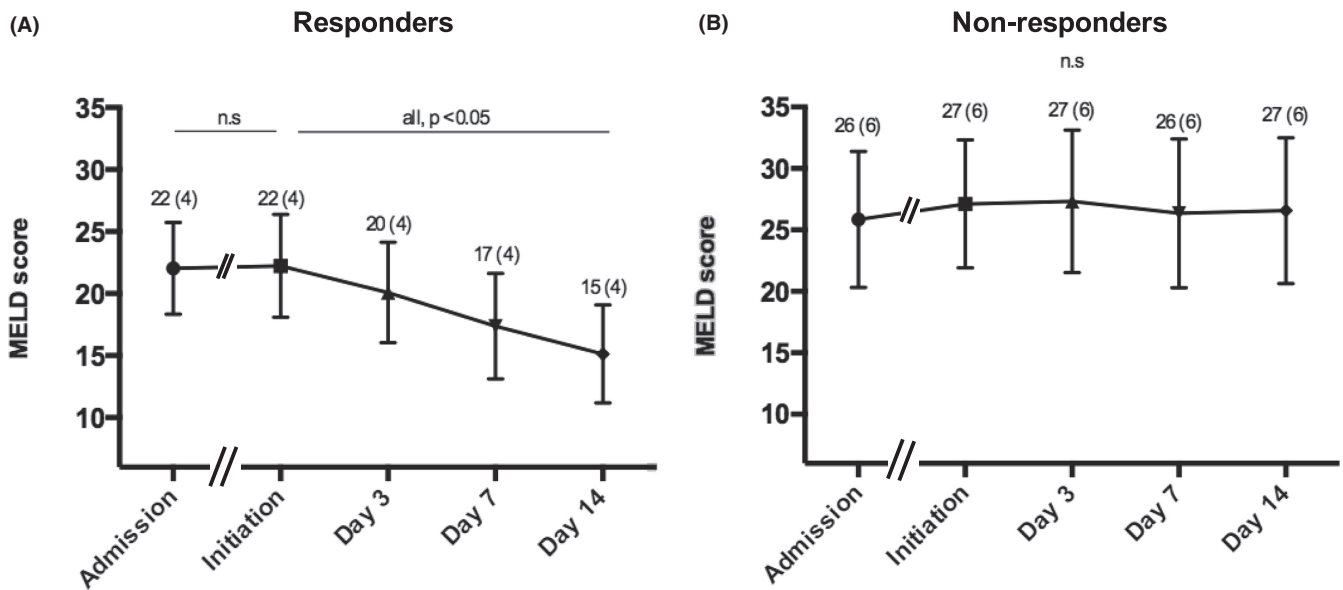 (A)
Responders
n.s
all, p <0.05
MELD score
35
30
25
20
15
10
22 (4)
22 (4)
20 (4)
17 (4)
15 (4)
Admission
Initiation
Day 3
Day 7
Day 14
(B)
Non-responders
n.s
MELD score
35
30
25
20
15
10
26 (6)
27 (6)
27 (6)
26 (6)
27 (6)
Admission
Initiation
Day 3
Day 7
Day 14